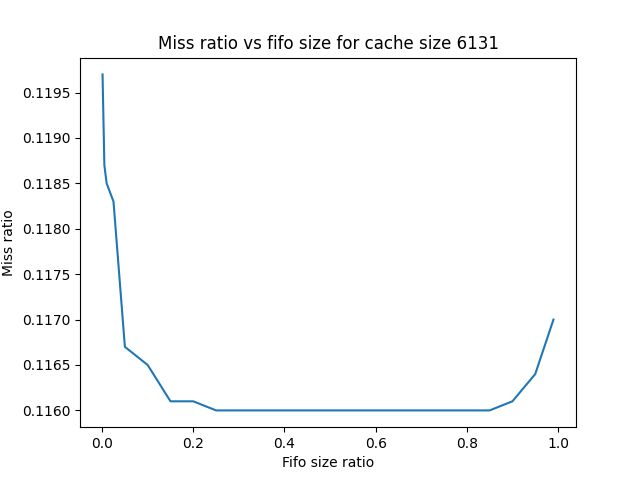 Miss ratio vs fifo size for cache size 6131
0.1195
0.1190
0.1185
0.1180
0.1175
0.1170
0.1165
0.1160
Miss ratio
0.0 0.2 0.4 0.6 0.8 1.0
Fifo size ratio